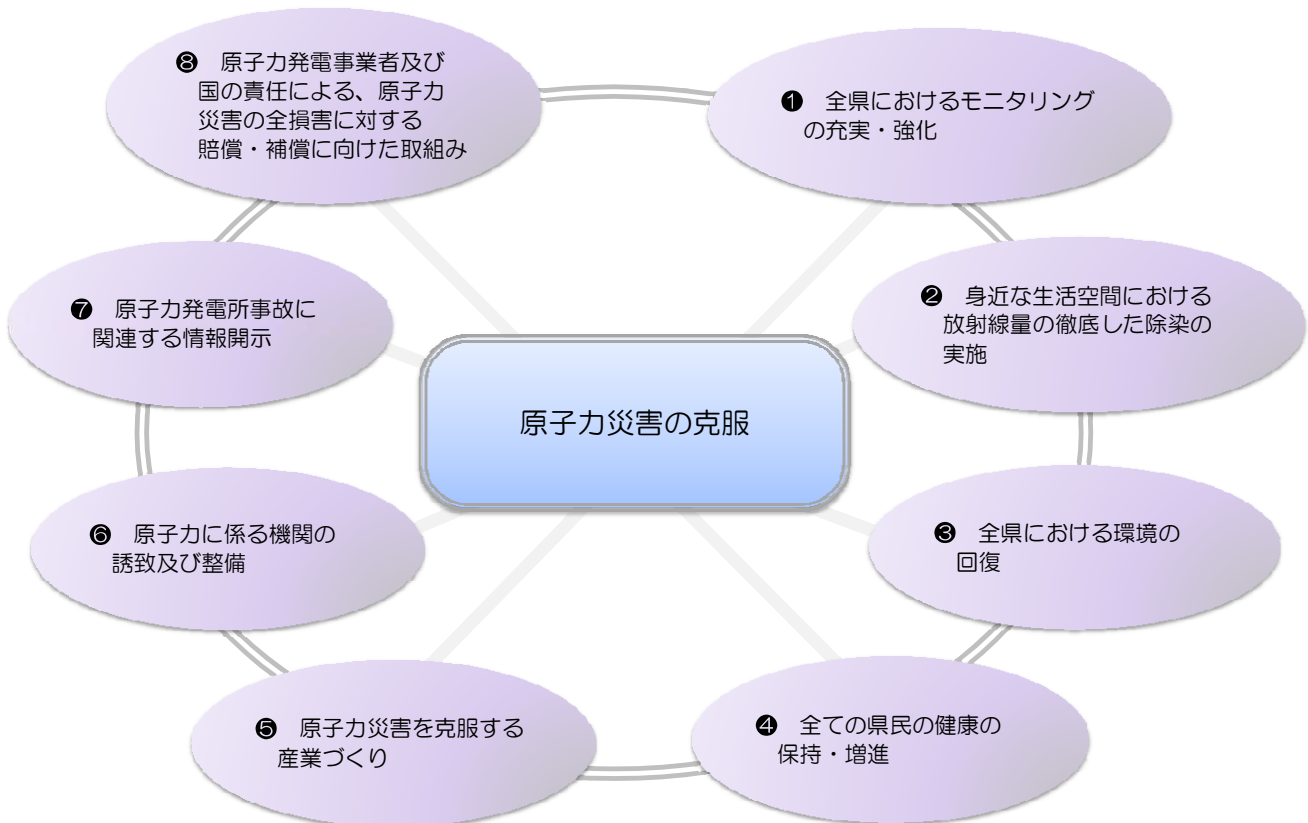 ❽ 原子力発電事業者及び
国の責任による、原子力
災害の全損害に対する
賠償・補償に向けた取組み
❶ 全県におけるモニタリング
の充実・強化
❷ 身近な生活空間における
放射線量の徹底した除染の
実施
❼ 原子力発電所事故に
関連する情報開示
原子力災害の克服
❸ 全県における環境の
回復
❻ 原子力に係る機関の
誘致及び整備
❹ 全ての県民の健康の
保持・増進
❺ 原子力災害を克服する
産業づくり